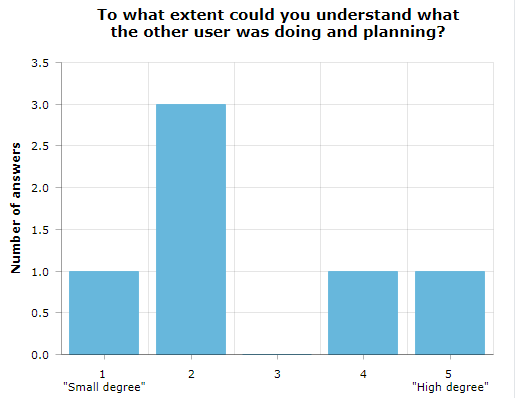 To what extent could you understand what
the other user was doing and planning?
3.5
3.0
2.5
2.0
1.5
1.0
0.5
0.0
Number of answers
1 2 3 4 5
"Small degree" "High degree"